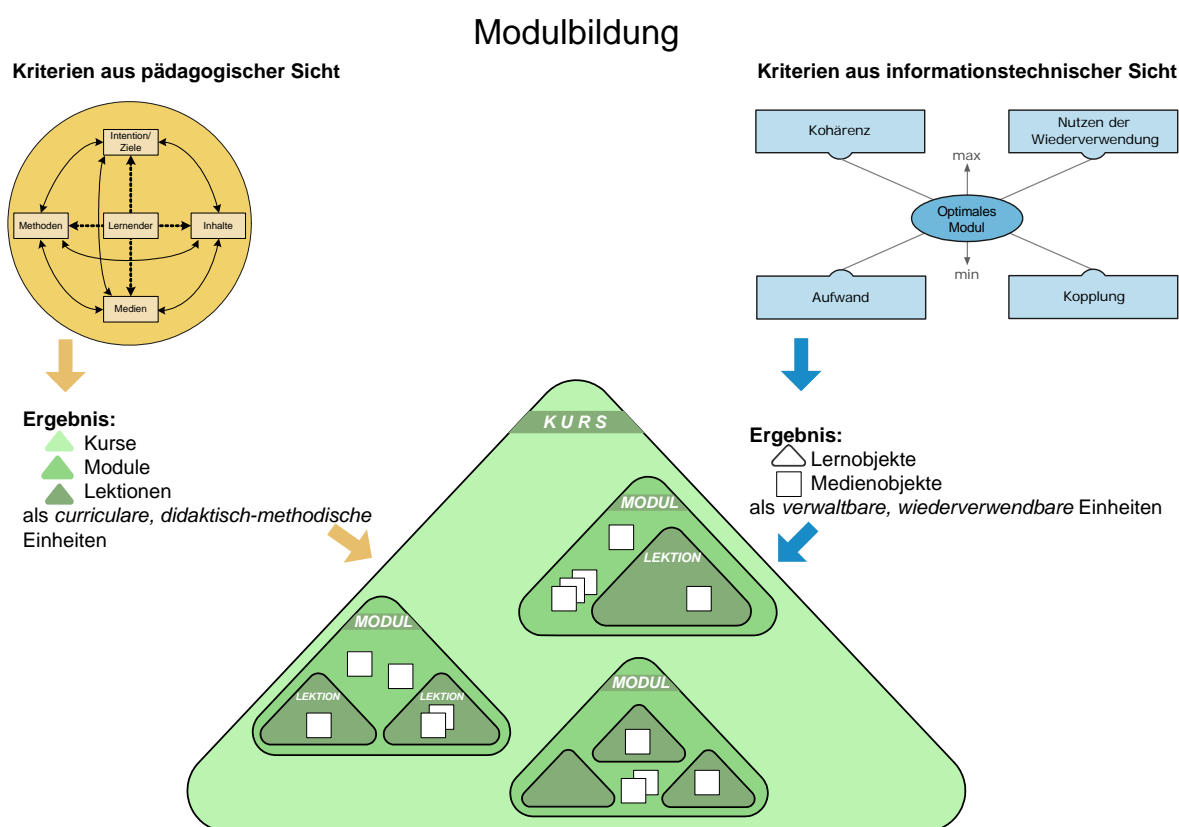 Modulbildung
Kriterien aus pädagogischer Sicht
Intention/
Ziele
Methoden
Lernender
Inhalte
Medien
Kriterien aus informationstechnischer Sicht
Kohärenz
Nutzen der
Wiederverwendung
max
Optimales
Modul
min
Aufwand
Kopplung
Ergebnis:
Kurse
Module
Lektionen
als curriculare, didaktisch-methodische
Einheiten
Ergebnis:
Lernobjekte
Medienobjekte
als verwaltbare, wiederverwendbare Einheiten
KURS
MODUL
LEKTION
MODUL
LEKTION
LEKTION
MODUL